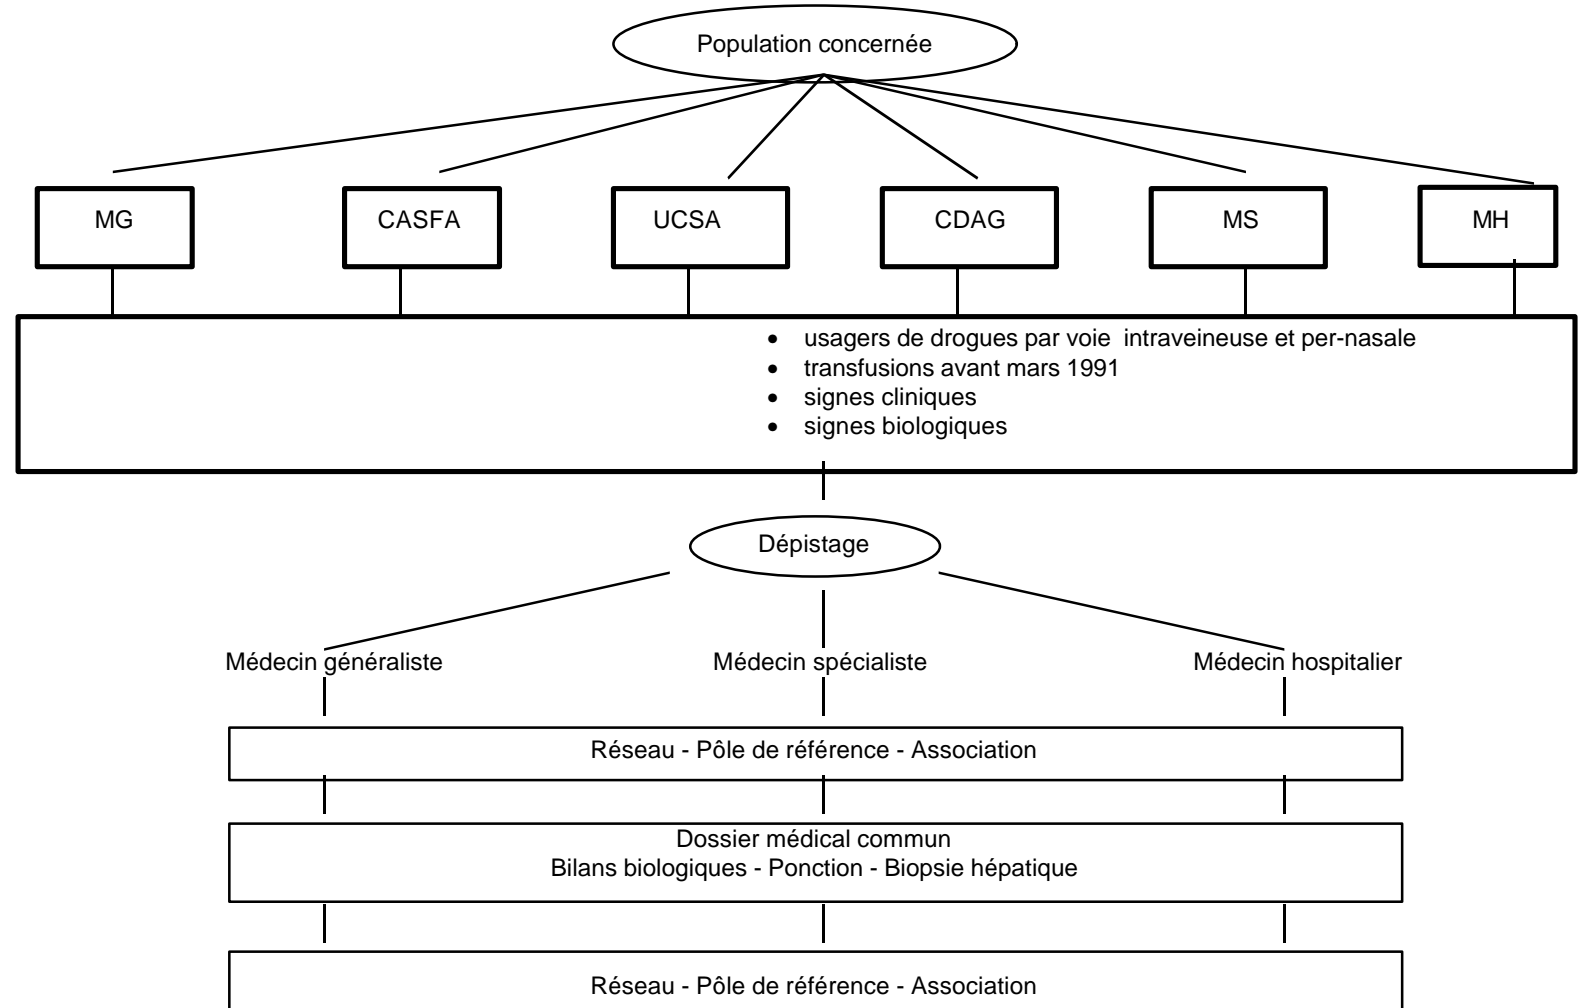 Population concernée
MG
CASFA
UCSA
CDAG
MS
MH
• usagers de drogues par voie intraveineuse et per-nasale
• transfusions avant mars 1991
• signes cliniques
• signes biologiques
Dépistage
Médecin généraliste
Médecin spécialiste
Médecin hospitalier
Réseau - Pôle de référence - Association
Dossier médical commun
Bilans biologiques - Ponction - Biopsie hépatique
Réseau - Pôle de référence - Association